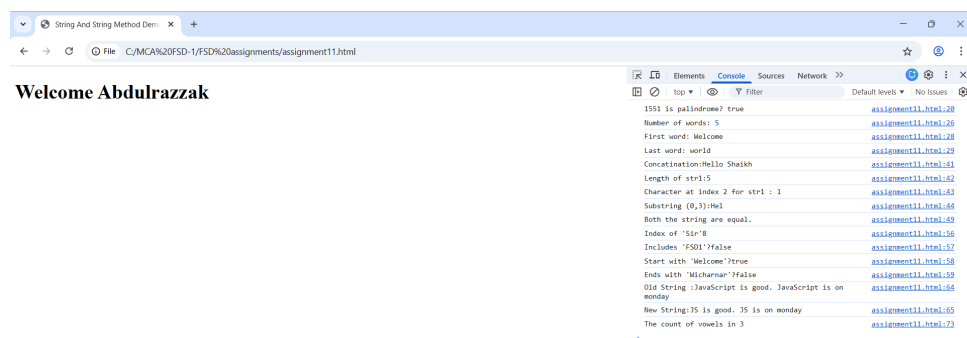 String And String Method Dem
File C:/MCA%20FSD-1/FSD%20assignments/assignment11.html
Welcome Abdulrazzak
Elements Console Sources Network
top Filter Default levels No Issues
1551 is palindrome? true assignment11.html:20
Number of words: 5 assignment11.html:26
First word: Welcome assignment11.html:28
Last word: world assignment11.html:29
Concatination:Hello Shaikh assignment11.html:41
Length of str1:5 assignment11.html:42
Character at index 2 for str1 : l assignment11.html:43
Substring (0,3):Hel assignment11.html:44
Both the string are equal. assignment11.html:49
Index of 'Sir'8 assignment11.html:56
Includes 'FSD1'?false assignment11.html:57
Start with 'Welcome'?true assignment11.html:58
Ends with 'Wicharnar'?false assignment11.html:59
Old String :JavaScript is good. JavaScript is on assignment11.html:64
monday
New String:JS is good. JS is on monday assignment11.html:65
The count of vowels in 3 assignment11.html:73